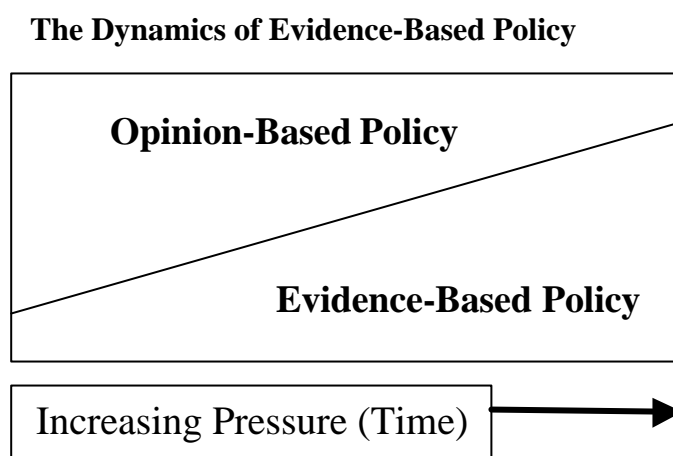 The Dynamics of Evidence-Based Policy
Opinion-Based Policy
Evidence-Based Policy
Increasing Pressure (Time)